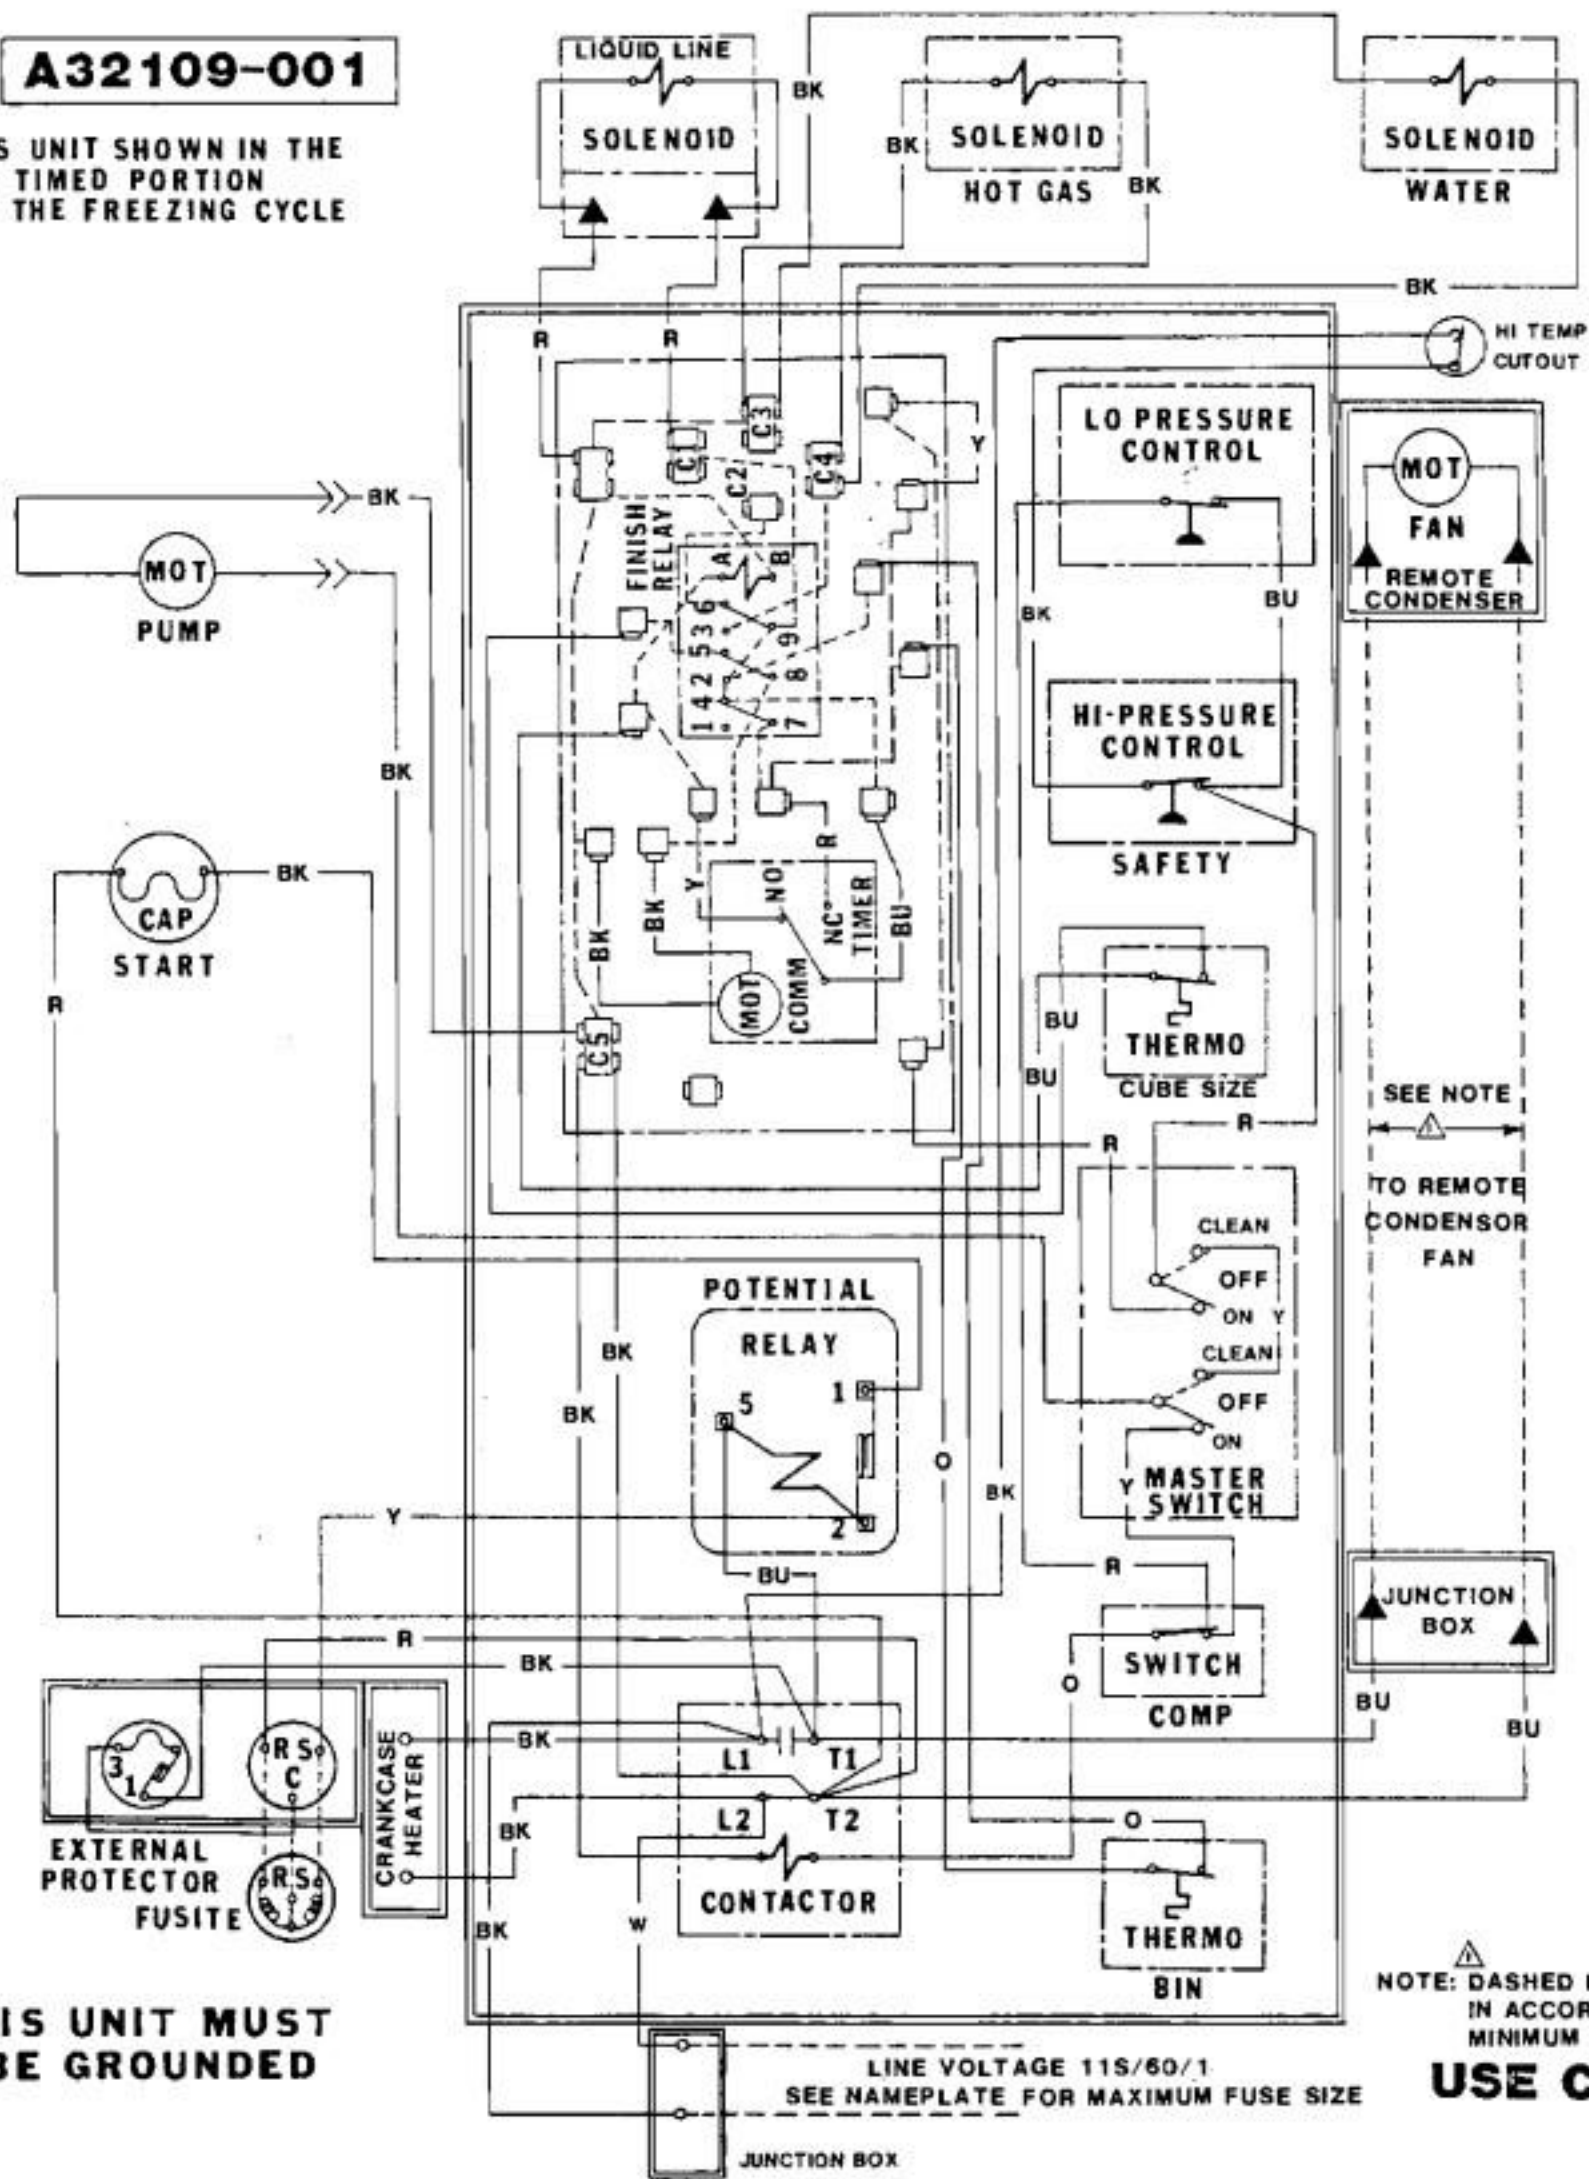 A32109-001
S UNIT SHOWN IN THE
TIMED PORTION
THE FREEZING CYCLE
LIQUID LINE
SOLENOID
BK
BK
SOLENOID
HOT GAS
BK
SOLENOID
WATER
BK
HI TEMP
CUTOUT
R
R
C3
C1
C2
C4
Y
LO PRESSURE
CONTROL
MOT
FAN
REMOTE
CONDENSER
BK
MOT
PUMP
FINISH
RELAY
A
B
6
3
5
2
4
1
9
8
7
BK
BU
BK
HI-PRESSURE
CONTROL
SAFETY
CAP
START
BK
R
R
Y
NO
NC
TIMER
BU
BK
BK
MOT
COMM
C5
BU
BU
THERMO
CUBE SIZE
SEE NOTE
TO REMOTE
CONDENSOR
FAN
R
R
CLEAN
OFF
ON
Y
CLEAN
OFF
ON
MASTER
SWITCH
Y
POTENTIAL
RELAY
1
5
2
BK
BK
O
BK
Y
BU
R
R
BK
SWITCH
COMP
O
JUNCTION
BOX
BU
BU
3
1
R S
C
CRANKCASE
HEATER
EXTERNAL
PROTECTOR
R S
FUSITE
BK
BK
BK
L1
T1
L2
T2
CONTACTOR
W
O
THERMO
BIN
IS UNIT MUST
BE GROUNDED
LINE VOLTAGE 115/60/1
SEE NAMEPLATE FOR MAXIMUM FUSE SIZE
JUNCTION BOX
NOTE: DASHED
IN ACCOR
MINIMUM
USE C